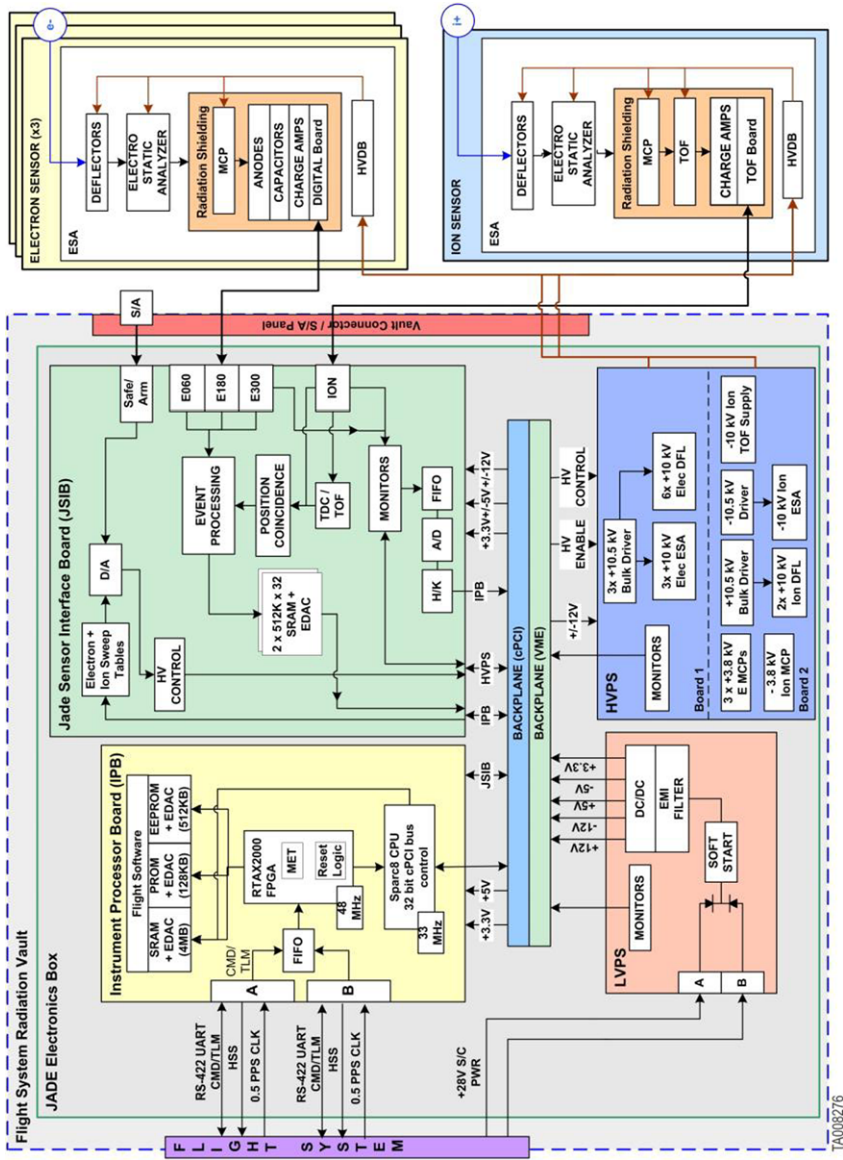 Flight System Radiation Vault
JADE Electronics Box
F L I G H T S Y S T E M
RS-422 UART
CMD/TLM
HSS
0.5 PPS CLK
RS-422 UART
CMD/TLM
HSS
0.5 PPS CLK
+28V S/C
PWR
Instrument Processor Board (IPB)
Flight Software
SRAM
+ EDAC
(4MB)
PROM
+ EDAC
(128KB)
EEPROM
+ EDAC
(512KB)
CMD/
TLM
A
B
FIFO
RTAX2000
FPGA
MET
Reset
Logic
48
MHz
Sparc8 CPU
32 bit cPCI bus
control
33
MHz
+3.3V
+5V
JSIB
Jade Sensor Interface Board (JSIB)
Electron +
Ion Sweep
Tables
D/A
Safe/
Arm
HV
CONTROL
E060
E180
E300
EVENT
PROCESSING
2 x 512K x 32
SRAM +
EDAC
POSITION
COINCIDENCE
ION
TDC /
TOF
MONITORS
H/K
A/D
FIFO
IPB
HVPS
IPB
+3.3V
+/-5V
+/-12V
S/A
Vault Connector / S/A Panel
BACKPLANE (cPCI)
BACKPLANE (VME)
LVPS
A
B
MONITORS
SOFT
START
DC/DC
EMI
FILTER
+12V
-12V
+5V
-5V
+3.3V
+/-12V
HV
ENABLE
HV
CONTROL
HVPS
MONITORS
3x +10.5 kV
Bulk Driver
3x +10 kV
Elec ESA
6x +10 kV
Elec DFL
Board 1
3 x +3.8 kV
E MCPs
+10.5 kV
Bulk Driver
-10.5 kV
Driver
-10 kV Ion
TOF Supply
- 3.8 kV
Ion MCP
2x +10 kV
Ion DFL
-10 kV Ion
ESA
Board 2
ELECTRON SENSOR (x3)
e-
ESA
DEFLECTORS
ELECTRO
STATIC
ANALYZER
Radiation Shielding
MCP
ANODES
CAPACITORS
CHARGE AMPS
DIGITAL Board
HVDB
ION SENSOR
i+
ESA
DEFLECTORS
ELECTRO
STATIC
ANALYZER
Radiation Shielding
MCP
TOF
CHARGE AMPS
TOF Board
HVDB
TA008276